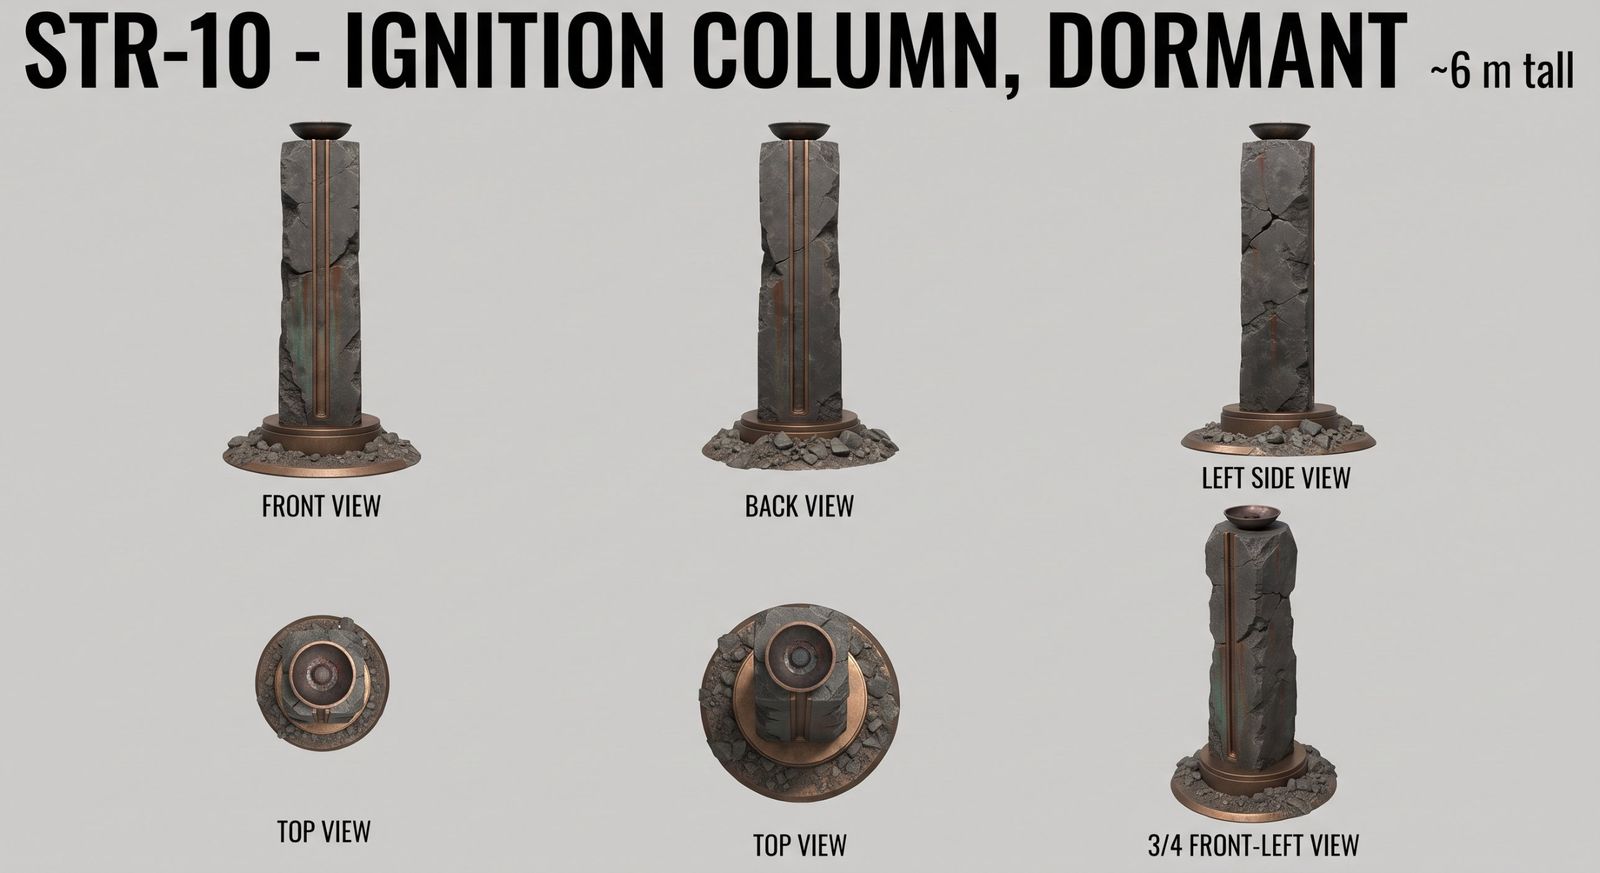 STR-10 - IGNITION COLUMN, DORMANT ~6 m tall
FRONT VIEW
BACK VIEW
LEFT SIDE VIEW
TOP VIEW
TOP VIEW
3/4 FRONT-LEFT VIEW